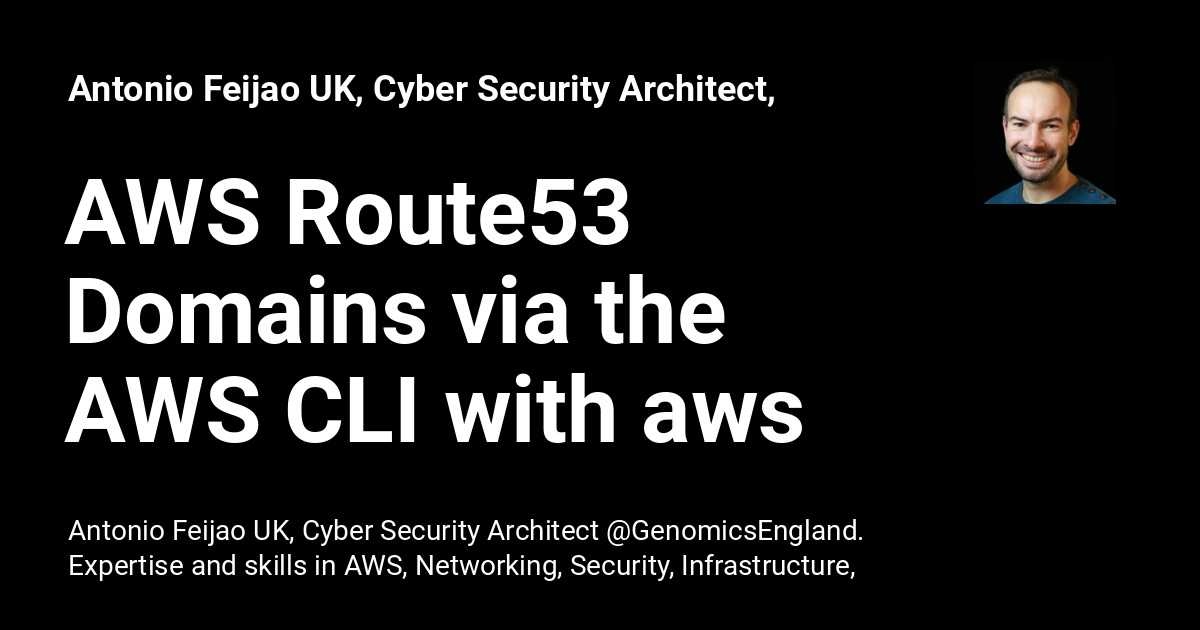 Antonio Feijao UK, Cyber Security Architect,
AWS Route53
Domains via the
AWS CLI with aws
Antonio Feijao UK, Cyber Security Architect @GenomicsEngland.
Expertise and skills in AWS, Networking, Security, Infrastructure,